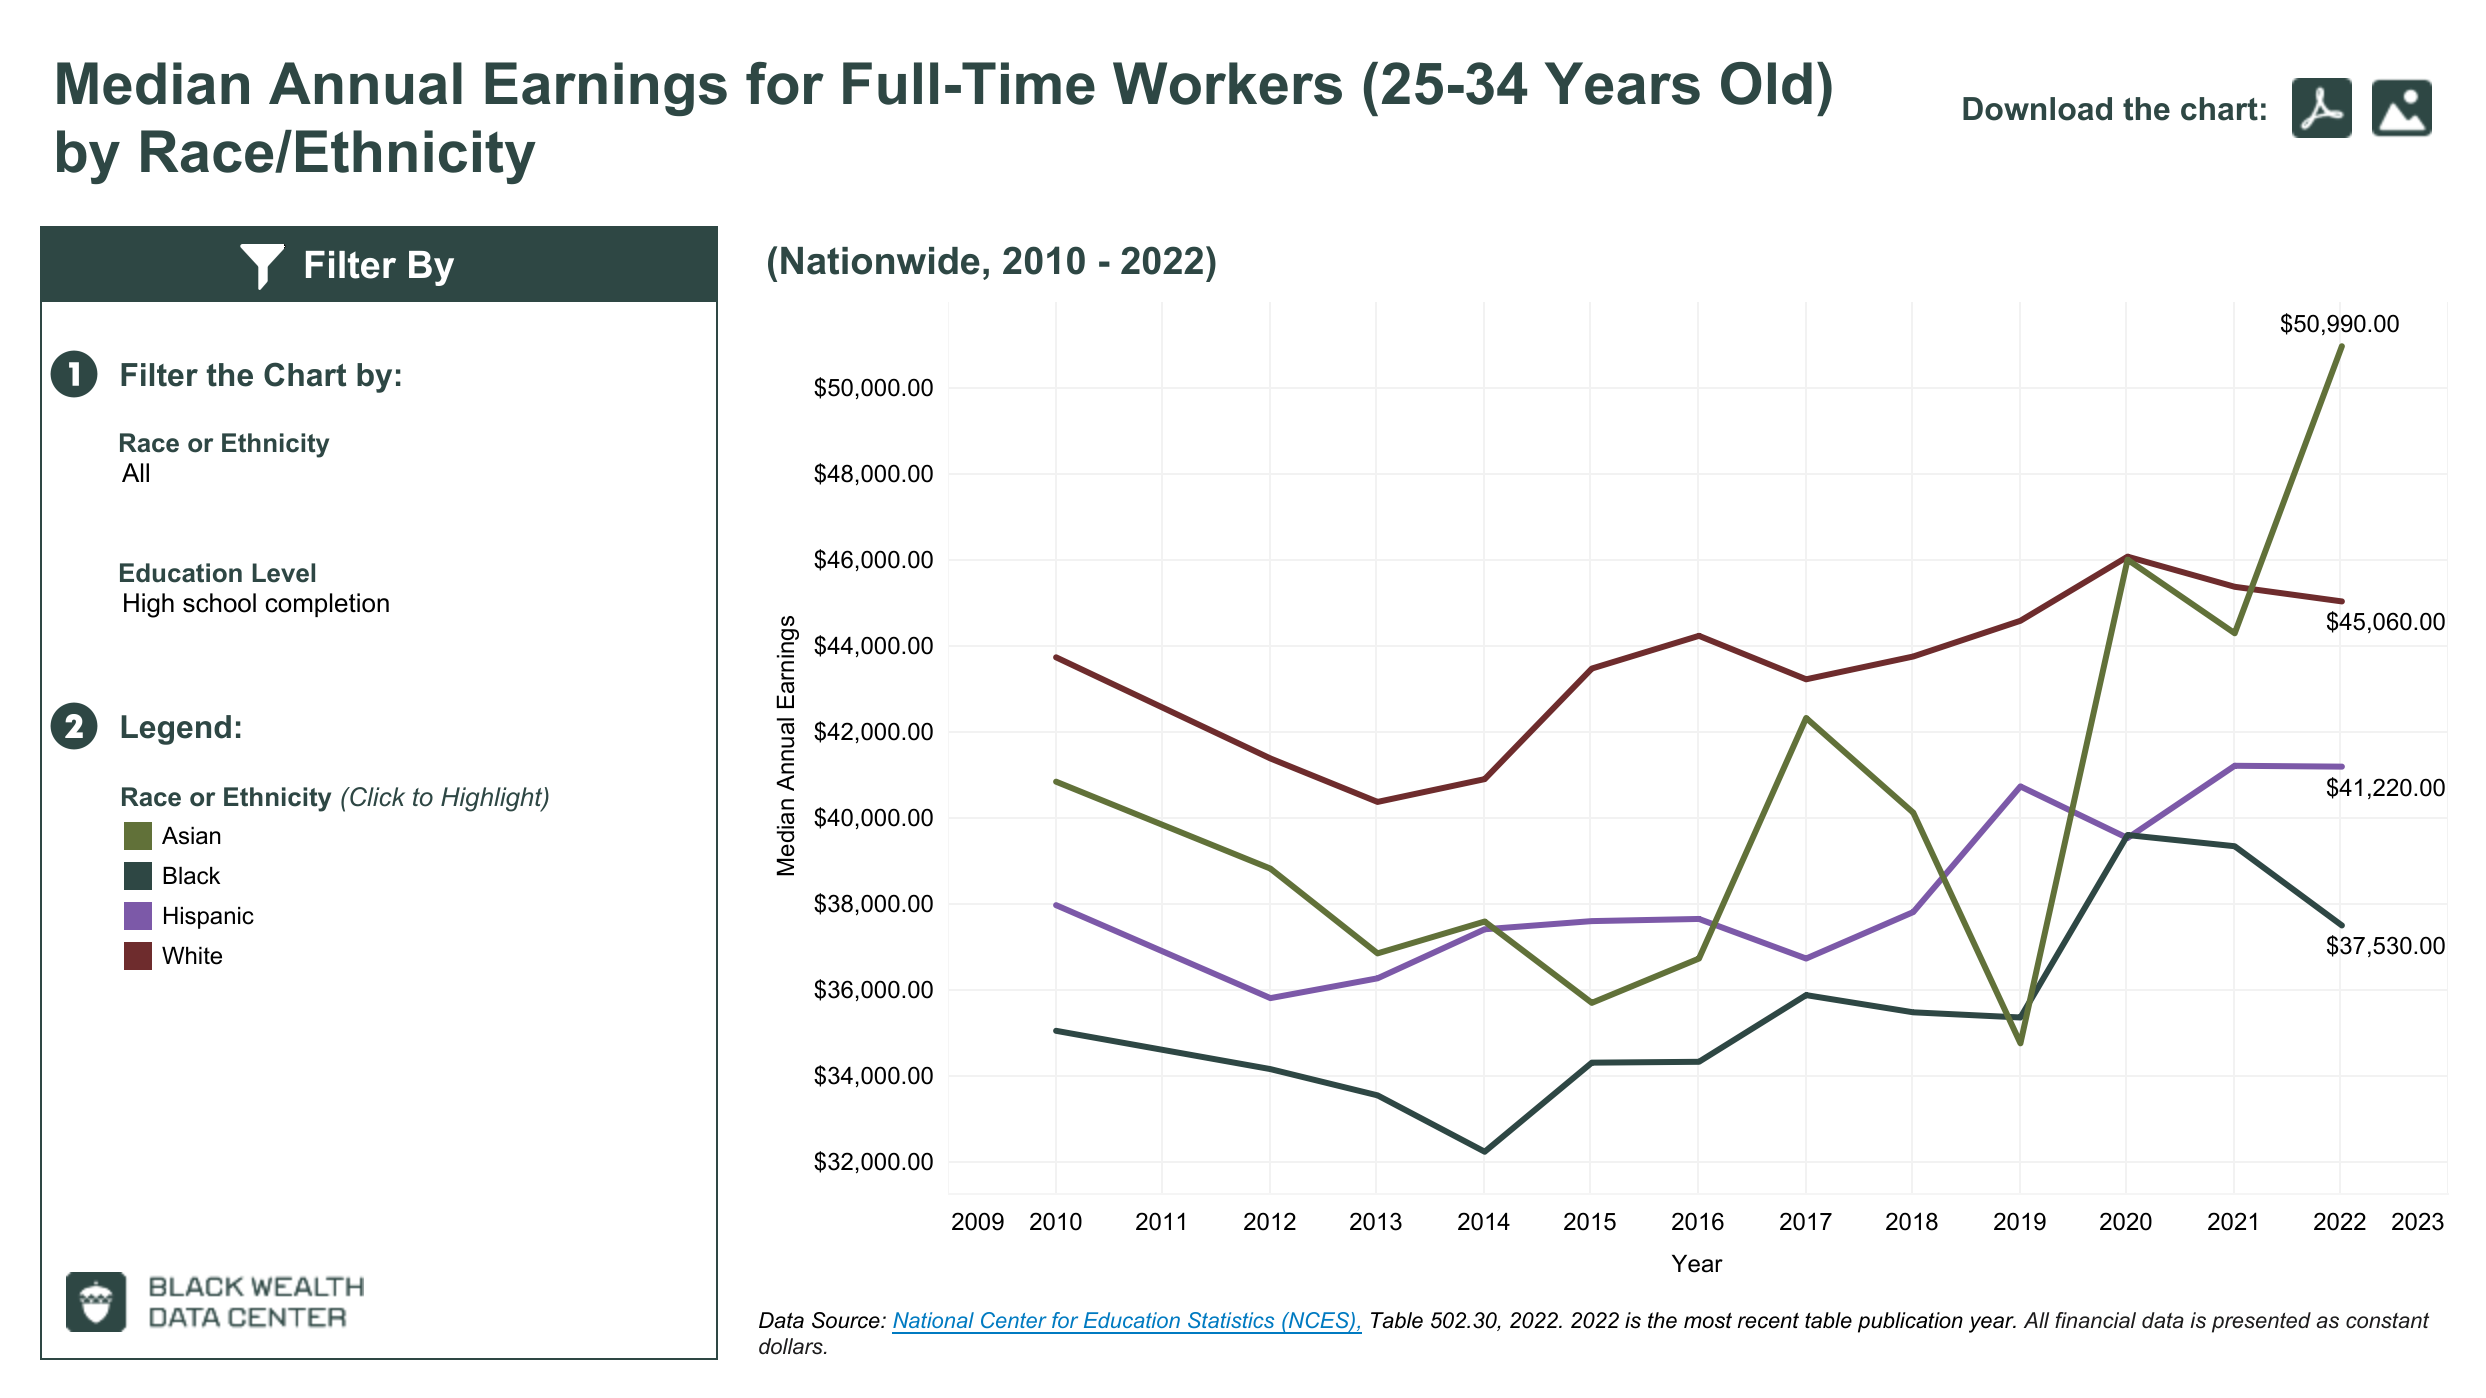 Median Annual Earnings for Full-Time Workers (25-34 Years Old)
by Race/Ethnicity
Download the chart:
Filter By
1 Filter the Chart by:
Race or Ethnicity
All
Education Level
High school completion
2 Legend:
Race or Ethnicity (Click to Highlight)
Asian
Black
Hispanic
White
BLACK WEALTH
DATA CENTER
(Nationwide, 2010 - 2022)
Median Annual Earnings
$50,000.00
$48,000.00
$46,000.00
$44,000.00
$42,000.00
$40,000.00
$38,000.00
$36,000.00
$34,000.00
$32,000.00
$50,990.00
$45,060.00
$41,220.00
$37,530.00
2009 2010 2011 2012 2013 2014 2015 2016 2017 2018 2019 2020 2021 2022 2023
Year
Data Source: National Center for Education Statistics (NCES), Table 502.30, 2022. 2022 is the most recent table publication year. All financial data is presented as constant
dollars.